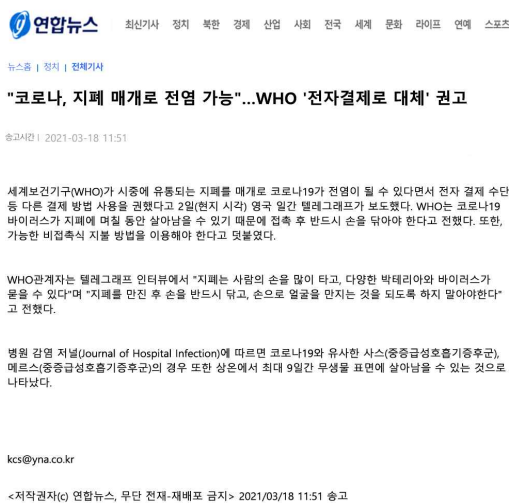 연합뉴스
최신기사 정치 북한 경제 산업 사회 전국 세계 문화 라이프 연예 스포츠
뉴스홈 | 정치 | 전체기사
"코로나, 지폐 매개로 전염 가능"...WHO '전자결제로 대체' 권고
송고시간 | 2021-03-18 11:51
세계보건기구(WHO)가 시중에 유통되는 지폐를 매개로 코로나19가 전염이 될 수 있다면서 전자 결제 수단
등 다른 결제 방법 사용을 권했다고 2일(현지 시각) 영국 일간 텔레그래프가 보도했다. WHO는 코로나19
바이러스가 지폐에 며칠 동안 살아남을 수 있기 때문에 접촉 후 반드시 손을 닦아야 한다고 전했다. 또한,
가능한 비접촉식 지불 방법을 이용해야 한다고 덧붙였다.
WHO관계자는 텔레그래프 인터뷰에서 "지폐는 사람의 손을 많이 타고, 다양한 박테리아와 바이러스가
묻을 수 있다"며 "지폐를 만진 후 손을 반드시 닦고, 손으로 얼굴을 만지는 것을 되도록 하지 말아야한다"
고 전했다.
병원 감염 저널(Journal of Hospital Infection)에 따르면 코로나19와 유사한 사스(중증급성호흡기증후군),
메르스(중증급성호흡기증후군)의 경우 또한 상온에서 최대 9일간 무생물 표면에 살아남을 수 있는 것으로
나타났다.
kcs@yna.co.kr
<저작권자(c) 연합뉴스, 무단 전재-재배포 금지> 2021/03/18 11:51 송고